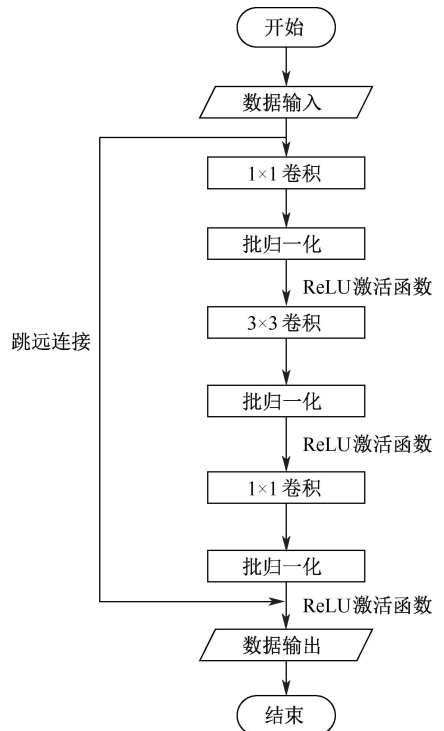 开始
数据输入
1×1卷积
批归一化
ReLU激活函数
3×3卷积
跳远连接
批归一化
ReLU激活函数
1×1卷积
批归一化
ReLU激活函数
数据输出
结束